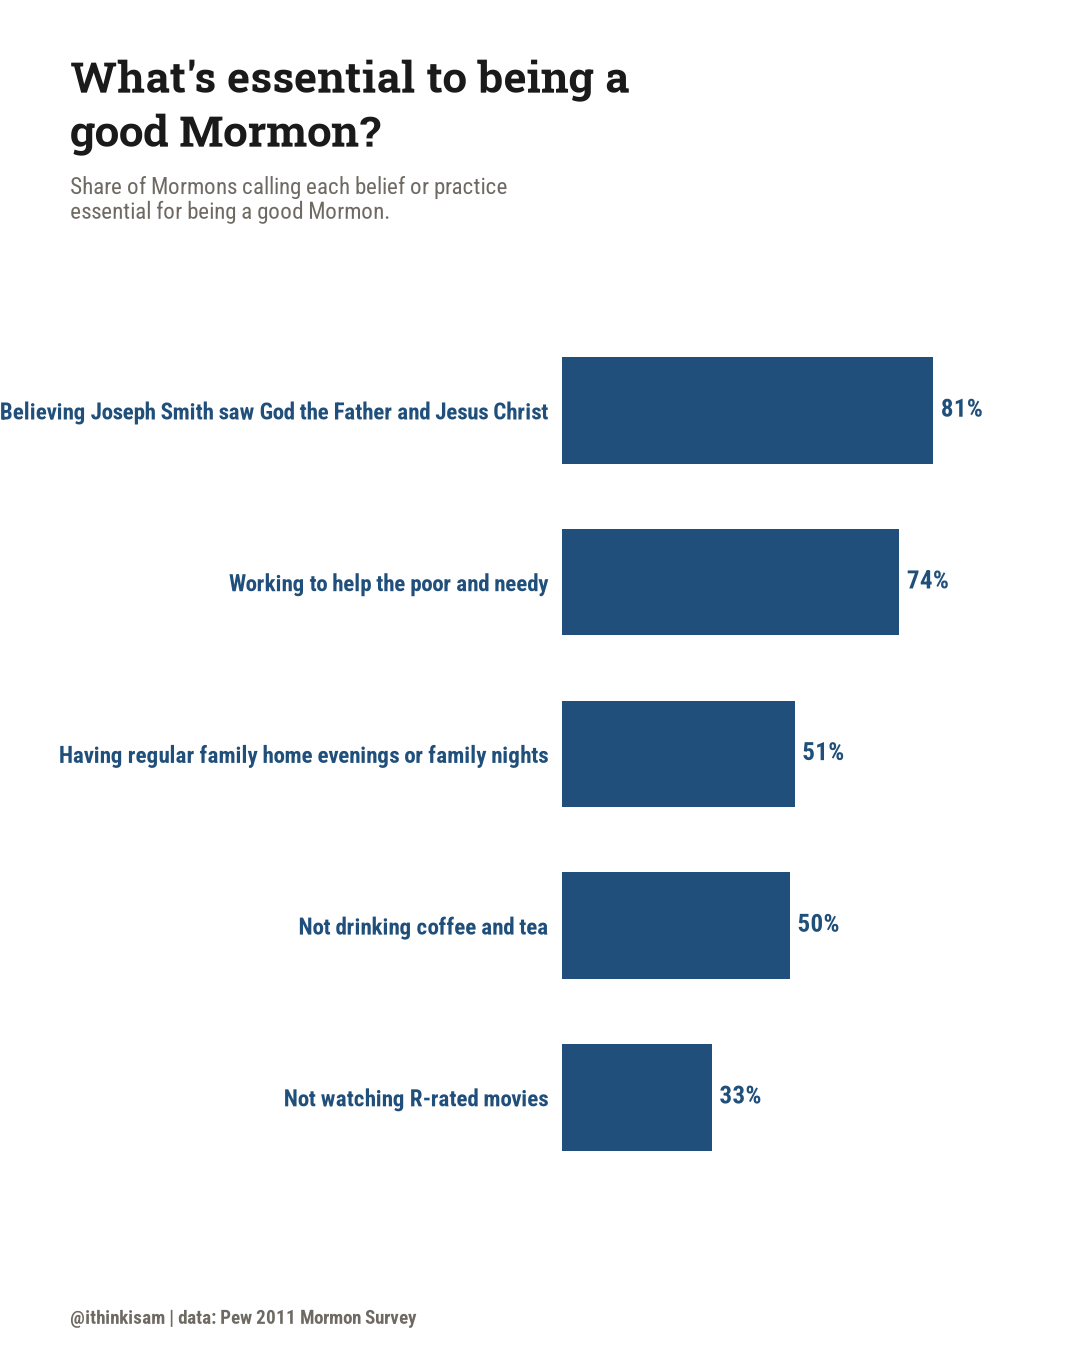 What's essential to being a
good Mormon?
Share of Mormons calling each belief or practice
essential for being a good Mormon.
Believing Joseph Smith saw God the Father and Jesus Christ 81%
Working to help the poor and needy 74%
Having regular family home evenings or family nights 51%
Not drinking coffee and tea 50%
Not watching R-rated movies 33%
@ithinkisam | data: Pew 2011 Mormon Survey